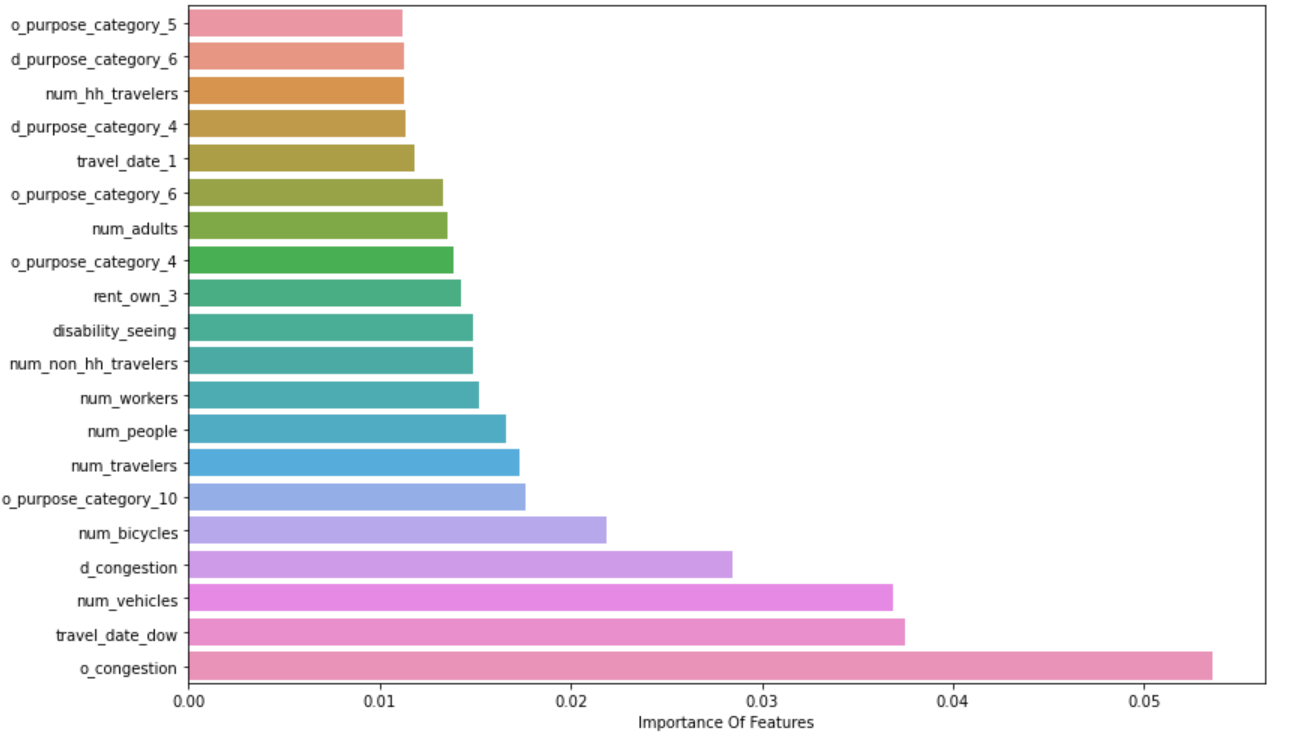 o_purpose_category_5
d_purpose_category_6
num_hh_travelers
d_purpose_category_4
travel_date_1
o_purpose_category_6
num_adults
o_purpose_category_4
rent_own_3
disability_seeing
num_non_hh_travelers
num_workers
num_people
num_travelers
o_purpose_category_10
num_bicycles
d_congestion
num_vehicles
travel_date_dow
o_congestion
0.00 0.01 0.02 0.03 0.04 0.05
Importance Of Features